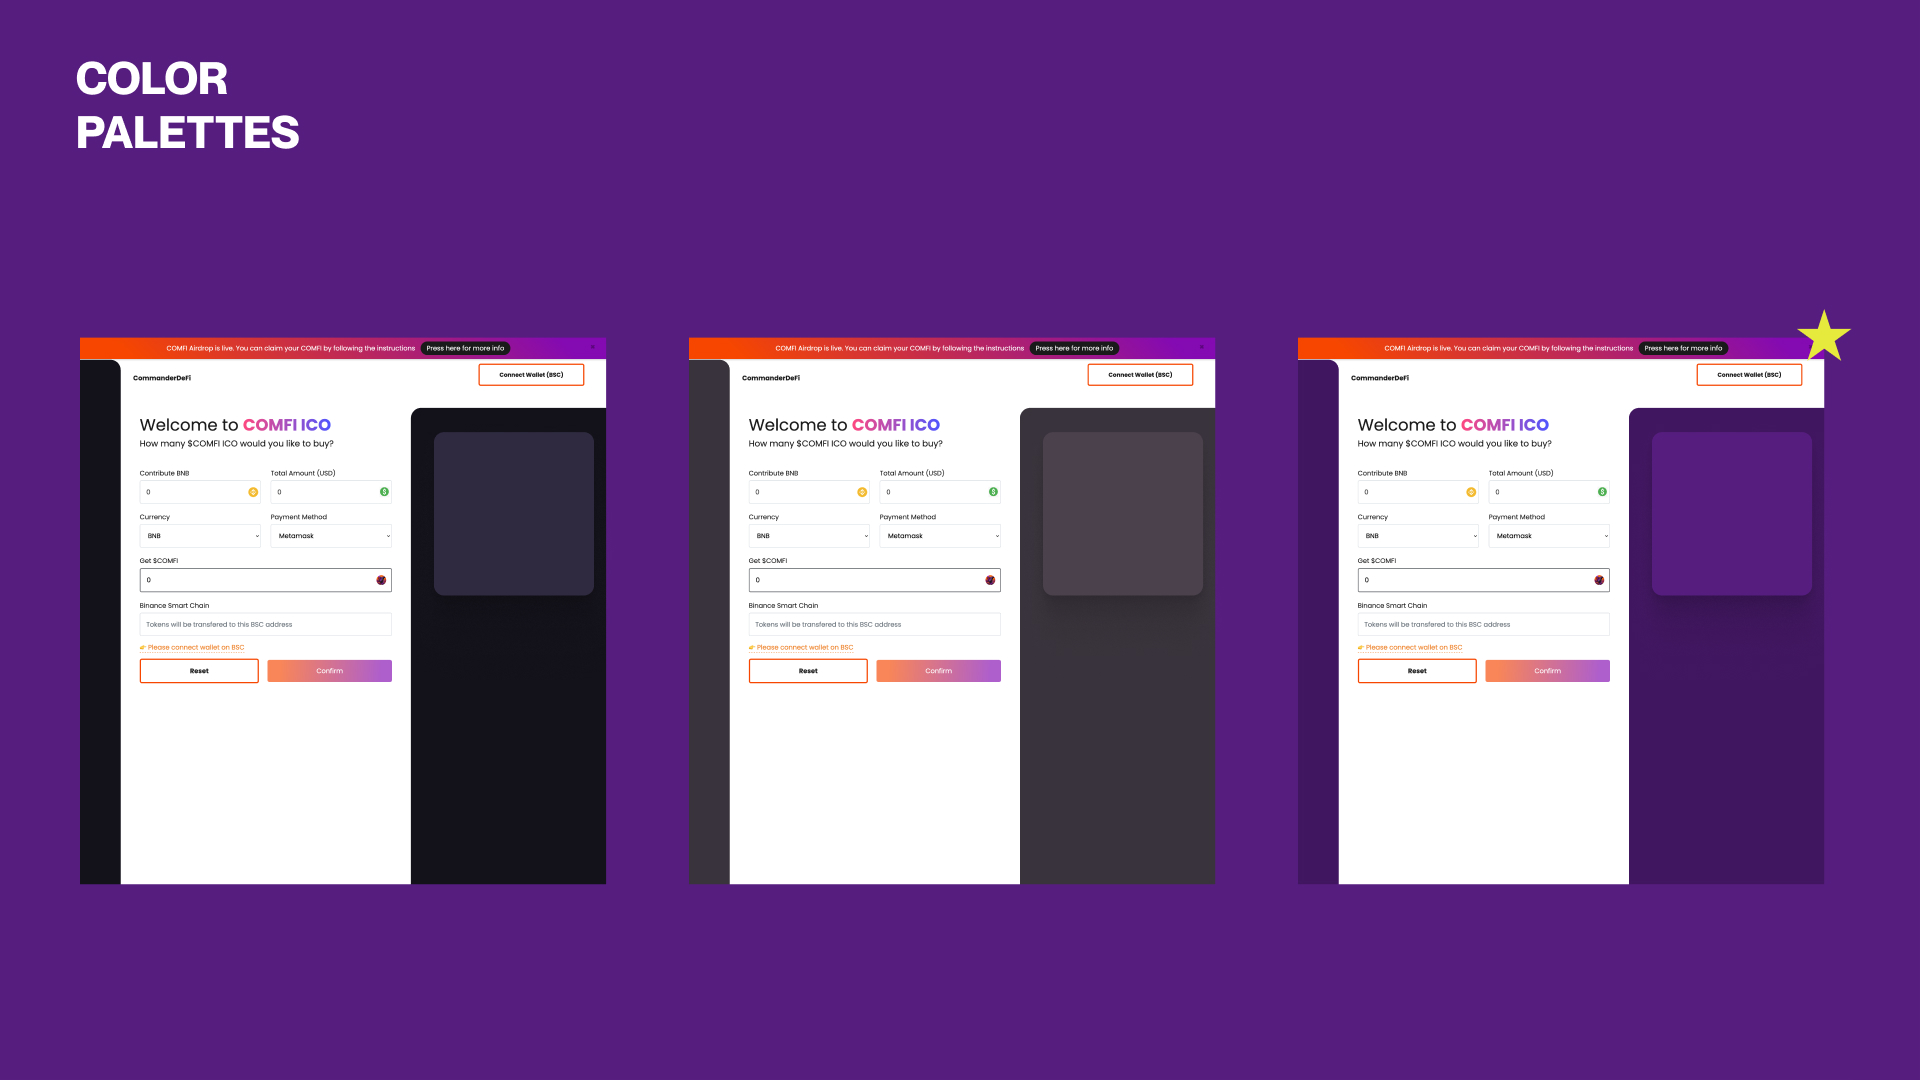 COLOR
PALETTES
COMFI Airdrop is live. You can claim your COMFI by following the instructions Press here for more info
CommanderDeFi
Connect Wallet (BSC)
Welcome to COMFI ICO
How many $COMFI ICO would you like to buy?
Contribute BNB Total Amount (USD)
0 0
Currency Payment Method
BNB Metamask
Get $COMFI
0
Binance Smart Chain
Tokens will be transfered to this BSC address
👉 Please connect wallet on BSC
Reset Confirm
COMFI Airdrop is live. You can claim your COMFI by following the instructions Press here for more info
CommanderDeFi
Connect Wallet (BSC)
Welcome to COMFI ICO
How many $COMFI ICO would you like to buy?
Contribute BNB Total Amount (USD)
0 0
Currency Payment Method
BNB Metamask
Get $COMFI
0
Binance Smart Chain
Tokens will be transfered to this BSC address
👉 Please connect wallet on BSC
Reset Confirm
COMFI Airdrop is live. You can claim your COMFI by following the instructions Press here for more info
CommanderDeFi
Connect Wallet (BSC)
Welcome to COMFI ICO
How many $COMFI ICO would you like to buy?
Contribute BNB Total Amount (USD)
0 0
Currency Payment Method
BNB Metamask
Get $COMFI
0
Binance Smart Chain
Tokens will be transfered to this BSC address
👉 Please connect wallet on BSC
Reset Confirm